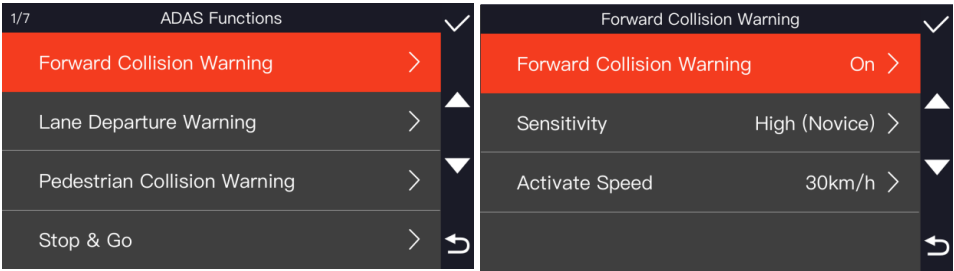 1/7 ADAS Functions
Forward Collision Warning
Lane Departure Warning
Pedestrian Collision Warning
Stop & Go
Forward Collision Warning
Forward Collision Warning On
Sensitivity High (Novice)
Activate Speed 30km/h